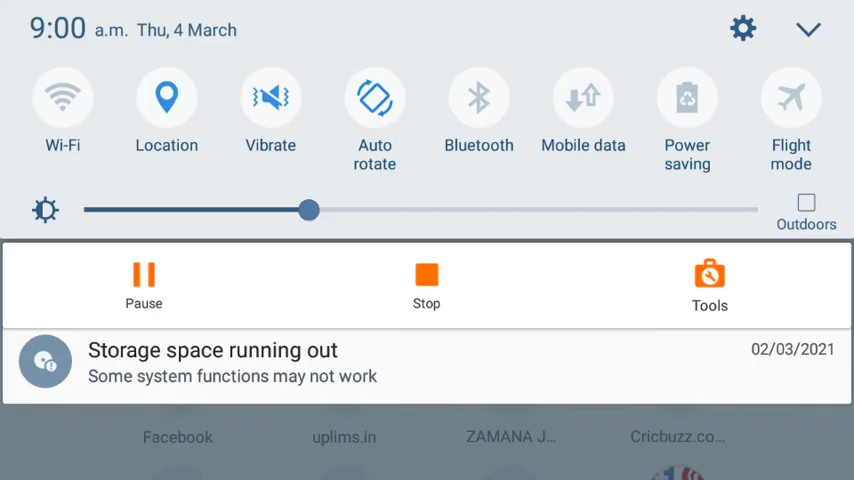 9:00 a.m. Thu, 4 March
Wi-Fi
Location
Vibrate
Auto
rotate
Bluetooth
Mobile data
Power
saving
Flight
mode
Outdoors
Pause
Stop
Tools
Storage space running out
02/03/2021
Some system functions may not work
Facebook
uplims.in
ZAMANA J...
Cricbuzz.co...